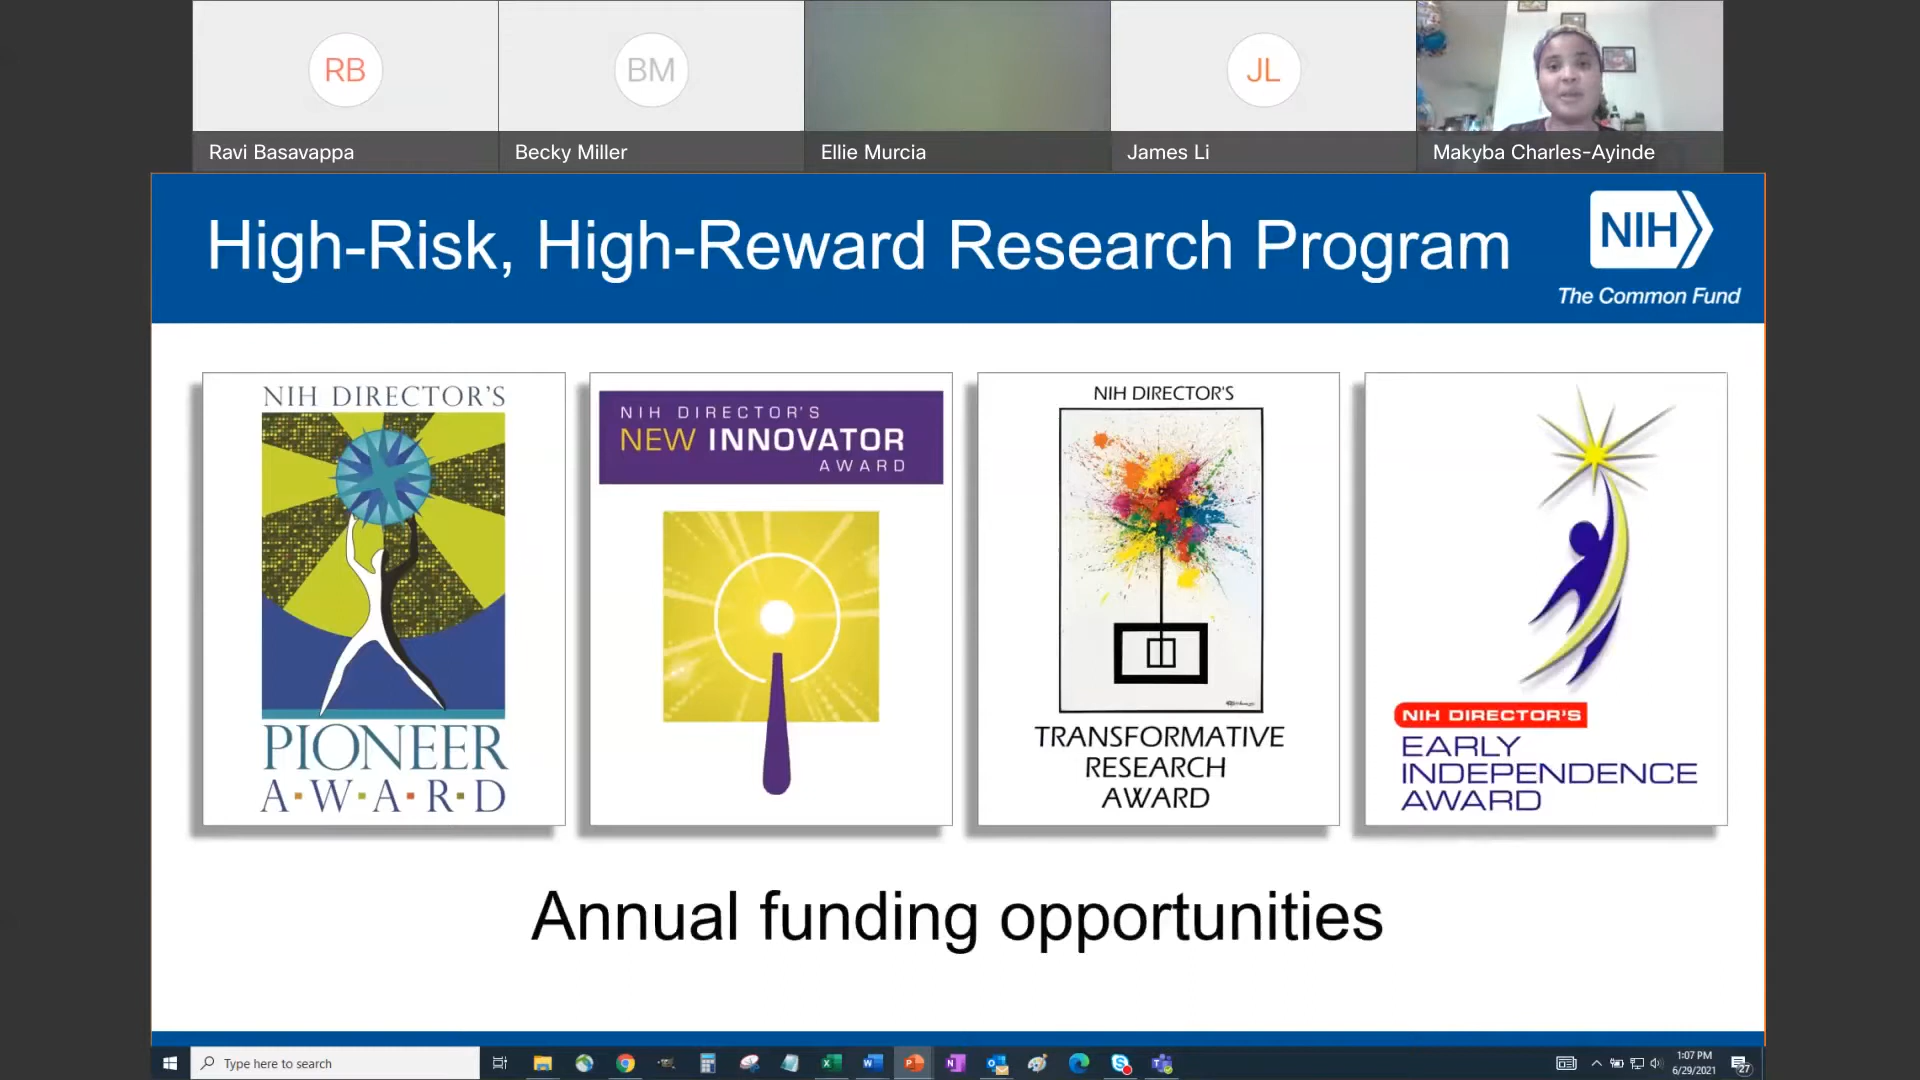 RB
BM
JL
Ravi Basavappa
Becky Miller
Ellie Murcia
James Li
Makyba Charles-Ayinde
High-Risk, High-Reward Research Program
NIH
The Common Fund
NIH DIRECTOR'S
PIONEER
A·W·A·R·D
NIH DIRECTOR'S
NEW INNOVATOR
AWARD
NIH DIRECTOR'S
TRANSFORMATIVE
RESEARCH
AWARD
NIH DIRECTOR'S
EARLY
INDEPENDENCE
AWARD
Annual funding opportunities
Type here to search
1:07 PM
6/29/2021
27